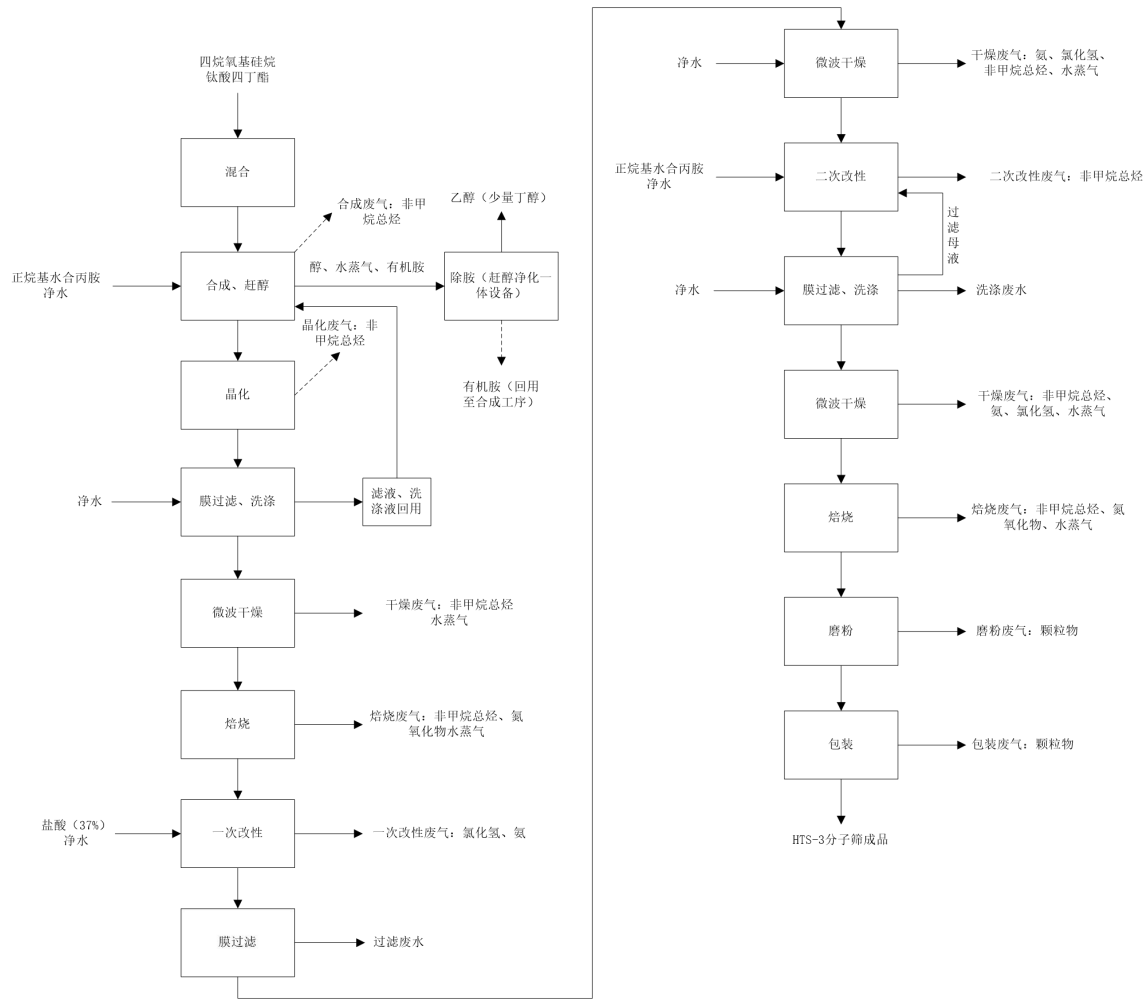 四烷氧基硅烷
钛酸四丁酯
混合
合成废气：非甲
烷总烃
正烷基水合丙胺
净水
合成、赶醇
醇、水蒸气、有机胺
乙醇（少量丁醇）
除胺（赶醇净化一
体设备）
有机胺（回用
至合成工序）
晶化废气：非
甲烷总烃
晶化
净水
膜过滤、洗涤
滤液、洗
涤液回用
微波干燥
干燥废气：非甲烷总烃
水蒸气
焙烧
焙烧废气：非甲烷总烃、氮
氧化物水蒸气
盐酸（37%）
净水
一次改性
一次改性废气：氯化氢、氨
膜过滤
过滤废水
净水
微波干燥
干燥废气：氨、氯化氢、
非甲烷总烃、水蒸气
正烷基水合丙胺
净水
二次改性
二次改性废气：非甲烷总烃
过
滤
母
液
净水
膜过滤、洗涤
洗涤废水
微波干燥
干燥废气：非甲烷总烃、
氨、氯化氢、水蒸气
焙烧
焙烧废气：非甲烷总烃、氮
氧化物、水蒸气
磨粉
磨粉废气：颗粒物
包装
包装废气：颗粒物
HTS-3分子筛成品